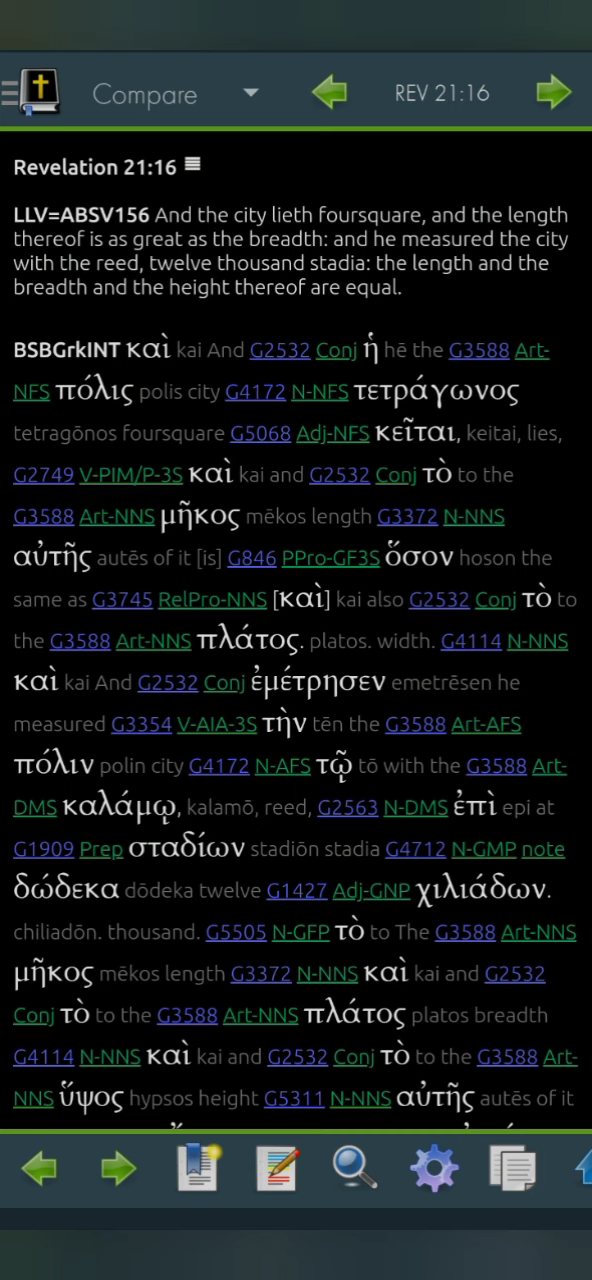 Compare
REV 21:16
Revelation 21:16
LLV=ABSV156 And the city lieth foursquare, and the length
thereof is as great as the breadth: and he measured the city
with the reed, twelve thousand stadia: the length and the
breadth and the height thereof are equal.
BSBGrkINT καὶ kai And G2532 Conj ἡ hē the G3588 Art-
NFS πόλις polis city G4172 N-NFS τετράγωνος
tetragōnos foursquare G5068 Adj-NFS κεῖται, keitai, lies,
G2749 V-PIM/P-3S καὶ kai and G2532 Conj τὸ to the
G3588 Art-NNS μῆκος mēkos length G3372 N-NNS
αὐτῆς autēs of it [is] G846 PPro-GF3S ὅσον hoson the
same as G3745 RelPro-NNS [καὶ] kai also G2532 Conj τὸ to
the G3588 Art-NNS πλάτος. platos. width. G4114 N-NNS
καὶ kai And G2532 Conj ἐμέτρησεν emetrēsen he
measured G3354 V-AIA-3S τὴν tēn the G3588 Art-AFS
πόλιν polin city G4172 N-AFS τῷ tō with the G3588 Art-
DMS καλάμῳ, kalamō, reed, G2563 N-DMS ἐπὶ epi at
G1909 Prep σταδίων stadiōn stadia G4712 N-GMP note
δώδεκα dōdeka twelve G1427 Adj-GNP χιλιάδων.
chiliadōn. thousand. G5505 N-GFP τὸ to The G3588 Art-NNS
μῆκος mēkos length G3372 N-NNS καὶ kai and G2532
Conj τὸ to the G3588 Art-NNS πλάτος platos breadth
G4114 N-NNS καὶ kai and G2532 Conj τὸ to the G3588 Art-
NNS ὕψος hypsos height G5311 N-NNS αὐτῆς autēs of it